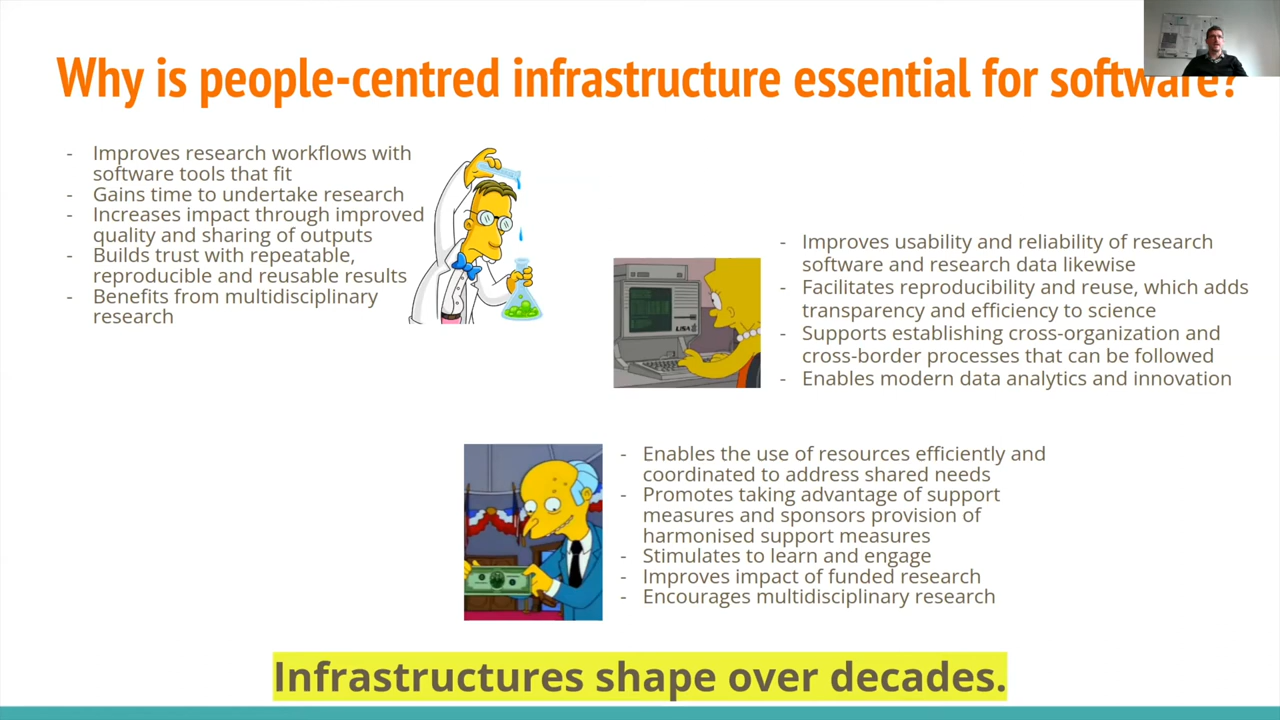 Why is people-centred infrastructure essential for software?
- Improves research workflows with
software tools that fit
- Gains time to undertake research
- Increases impact through improved
quality and sharing of outputs
- Builds trust with repeatable,
reproducible and reusable results
- Benefits from multidisciplinary
research
LISA
- Improves usability and reliability of research
software and research data likewise
- Facilitates reproducibility and reuse, which adds
transparency and efficiency to science
- Supports establishing cross-organization and
cross-border processes that can be followed
- Enables modern data analytics and innovation
- Enables the use of resources efficiently and
coordinated to address shared needs
- Promotes taking advantage of support
measures and sponsors provision of
harmonised support measures
- Stimulates to learn and engage
- Improves impact of funded research
- Encourages multidisciplinary research
Infrastructures shape over decades.